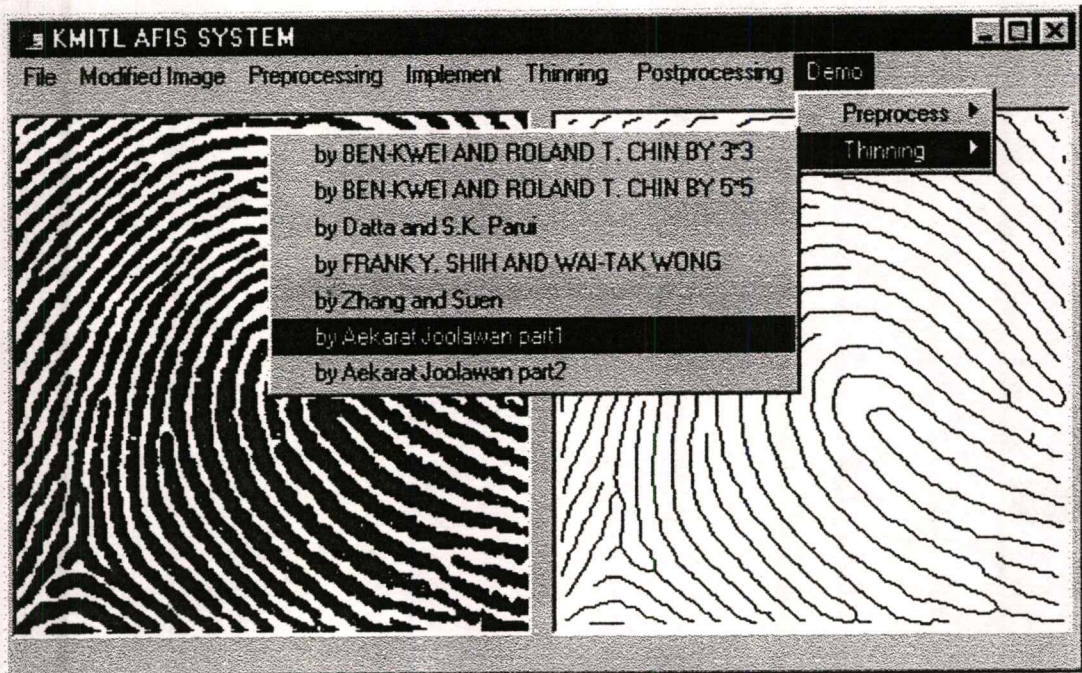 KMITL AFIS SYSTEM
File Modified Image Preprocessing Implement Thinning Postprocessing Demo
Preprocess
Thinning
by BEN-KWEI AND ROLAND T. CHIN BY 3*3
by BEN-KWEI AND ROLAND T. CHIN BY 5*5
by Datta and S.K. Parui
by FRANK Y. SHIH AND WAI-TAK WONG
by Zhang and Suen
by Aekarat Joolawan part1
by Aekarat Joolawan part2